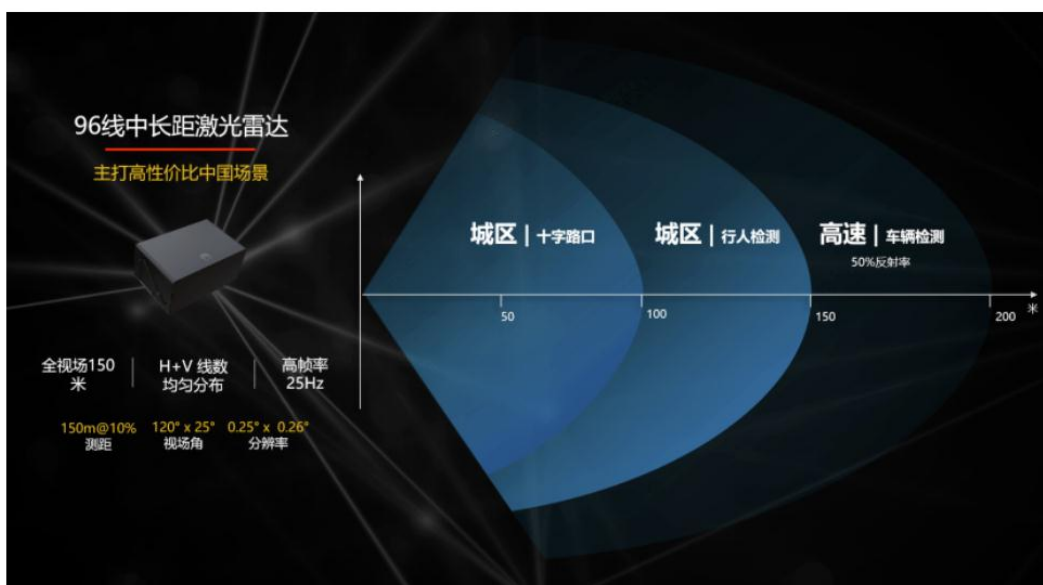 96线中长距激光雷达
主打高性价比中国场景
全视场150
米
H+V 线数
均匀分布
高帧率
25Hz
150m@10%
测距
120° x 25°
视场角
0.25° x 0.26°
分辨率
城区 | 十字路口
城区 | 行人检测
高速 | 车辆检测
50%反射率
50
100
150
200
米